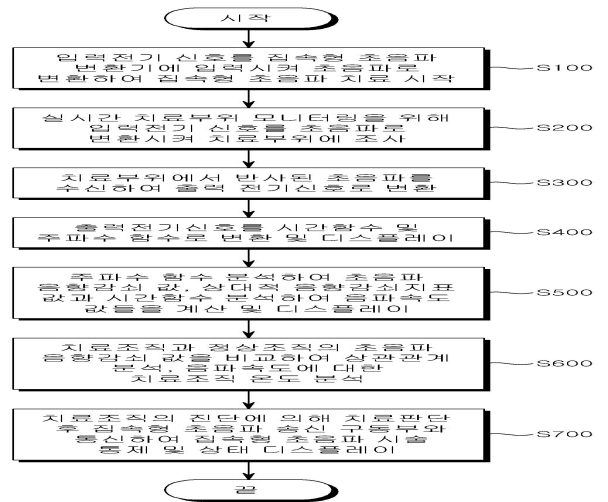 시작
입력전기 신호를 집속형 초음파
변환기에 입력시켜 초음파로
변환하여 집속형 초음파 치료 시작
S100
실시간 치료부위 모니터링을 위해
입력전기 신호를 초음파로
변환시켜 치료부위에 조사
S200
치료부위에서 반사된 초음파를
수신하여 출력 전기신호로 변환
S300
출력전기신호를 시간함수 및
주파수 함수로 변환 및 디스플레이
S400
주파수 함수 분석하여 초음파
음향감쇠 값, 상대적 음향감쇠지표
값과 시간함수 분석하여 음파속도
값들을 계산 및 디스플레이
S500
치료조직과 정상조직의 초음파
음향감쇠 값을 비교하여 상관관계
분석, 음파속도에 대한
치료조직 온도 분석
S600
치료조직의 진단에 의해 치료판단
후 집속형 초음파 송신 구동부와
통신하여 집속형 초음파 시술
통제 및 상태 디스플레이
S700
끝